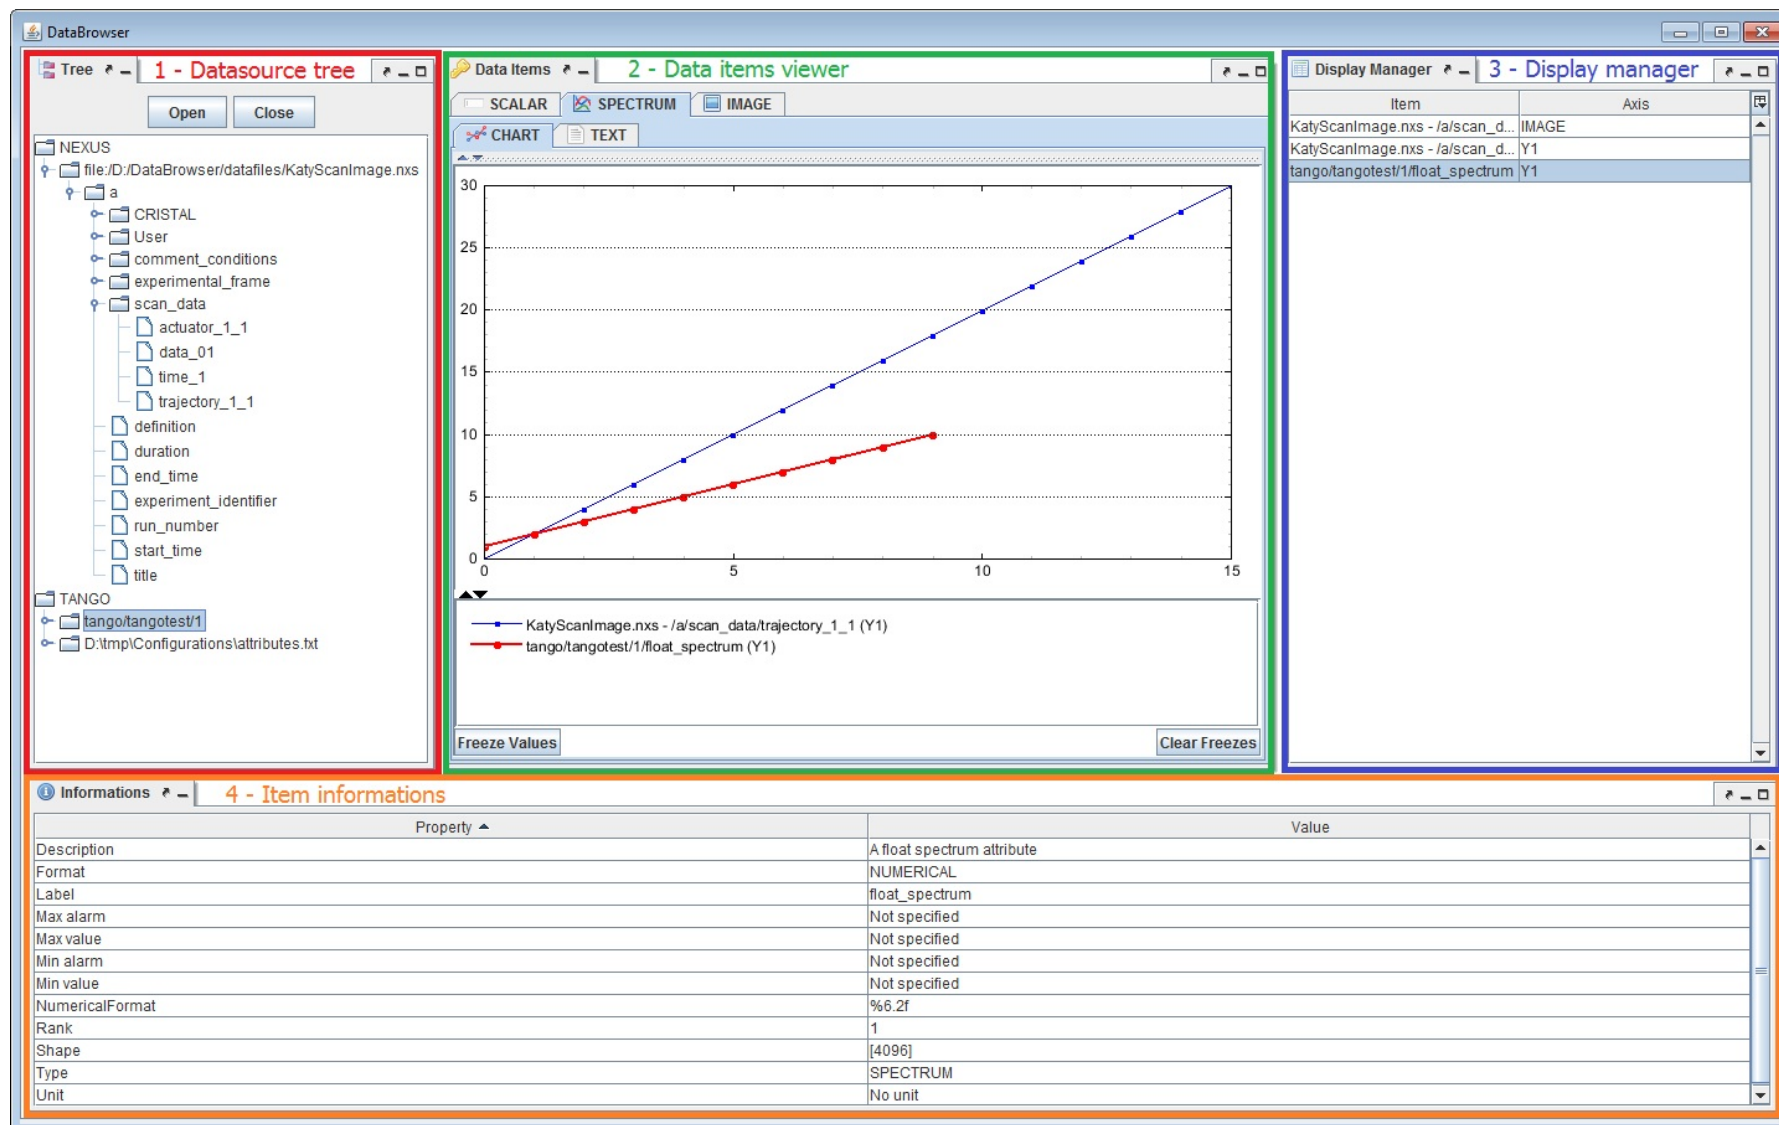 DataBrowser
Tree 1 - Datasource tree
Open Close
NEXUS
file:/D:/DataBrowser/datafiles/KatyScanImage.nxs
a
CRISTAL
User
comment_conditions
experimental_frame
scan_data
actuator_1_1
data_01
time_1
trajectory_1_1
definition
duration
end_time
experiment_identifier
run_number
start_time
title
TANGO
tango/tangotest/1
D:\tmp\Configurations\attributes.txt
Data Items 2 - Data items viewer
SCALAR SPECTRUM IMAGE
CHART TEXT
30
25
20
15
10
5
0
0 5 10 15
KatyScanImage.nxs - /a/scan_data/trajectory_1_1 (Y1)
tango/tangotest/1/float_spectrum (Y1)
Freeze Values Clear Freezes
Display Manager 3 - Display manager
Item Axis
KatyScanImage.nxs - /a/scan_d... IMAGE
KatyScanImage.nxs - /a/scan_d... Y1
tango/tangotest/1/float_spectrum Y1
Informations 4 - Item informations
Property Value
Description A float spectrum attribute
Format NUMERICAL
Label float_spectrum
Max alarm Not specified
Max value Not specified
Min alarm Not specified
Min value Not specified
NumericalFormat %6.2f
Rank 1
Shape [4096]
Type SPECTRUM
Unit No unit